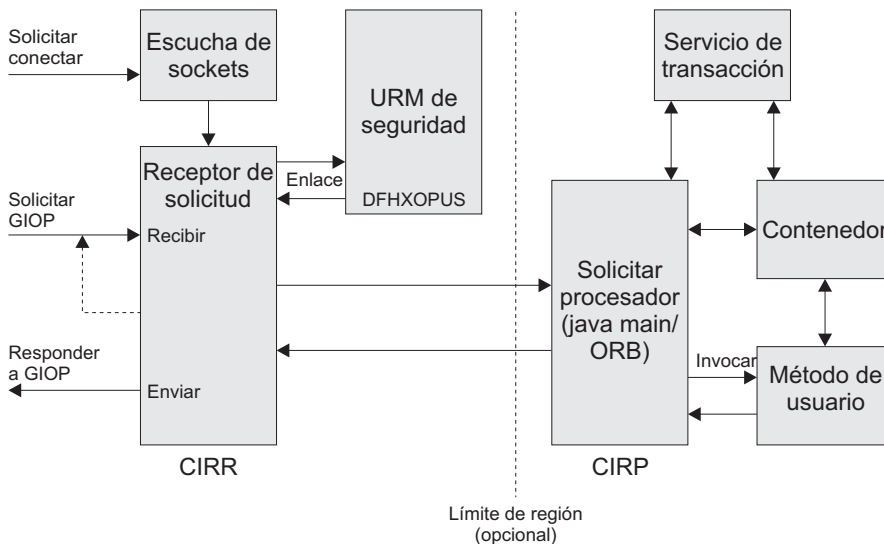 Solicitar
conectar
Escucha de
sockets
URM de
seguridad
DFHXOPUS
Servicio de
transacción
Receptor de
solicitud
Enlace
Solicitar
GIOP
Recibir
Contenedor
Solicitar
procesador
(java main/
ORB)
Responder
a GIOP
Enviar
Invocar
Método de
usuario
CIRR
CIRP
Límite de región
(opcional)